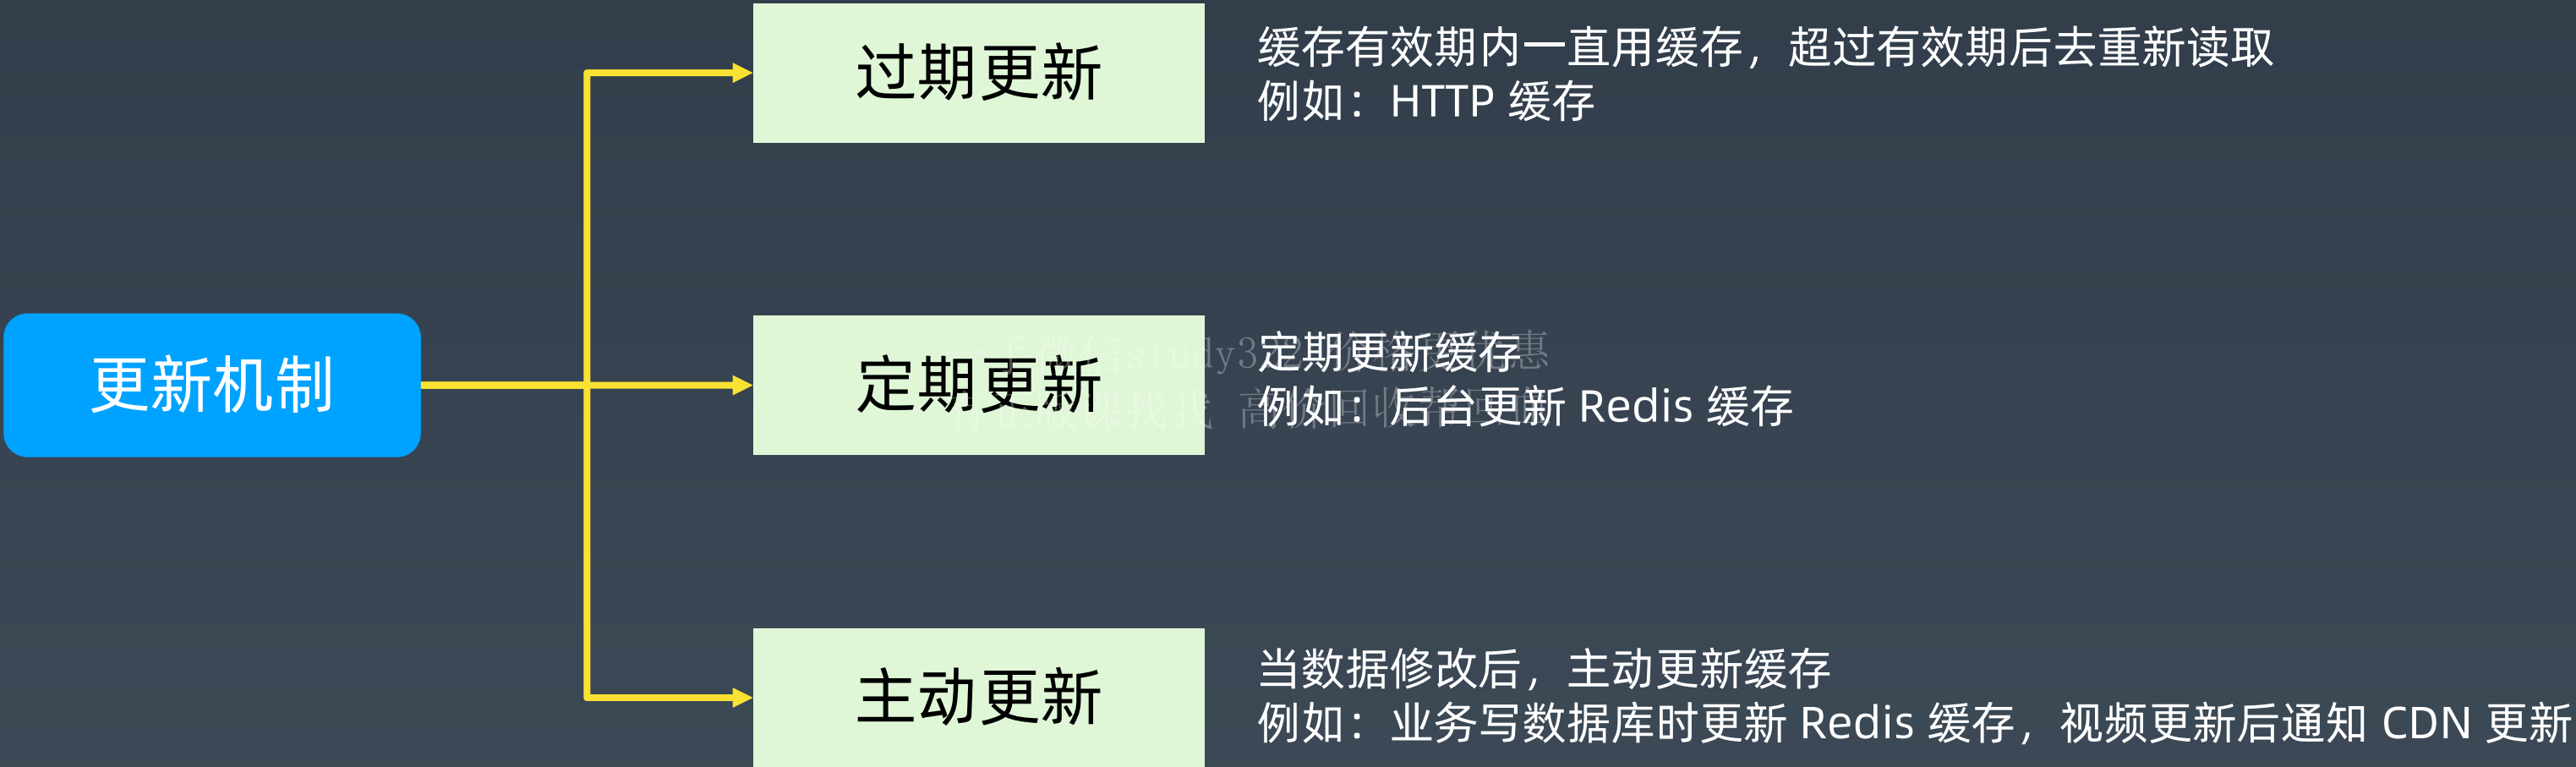 更新机制
过期更新
缓存有效期内一直用缓存，超过有效期后去重新读取
例如：HTTP 缓存
定期更新
定期更新缓存
例如：后台更新 Redis 缓存
主动更新
当数据修改后，主动更新缓存
例如：业务写数据库时更新 Redis 缓存，视频更新后通知 CDN 更新